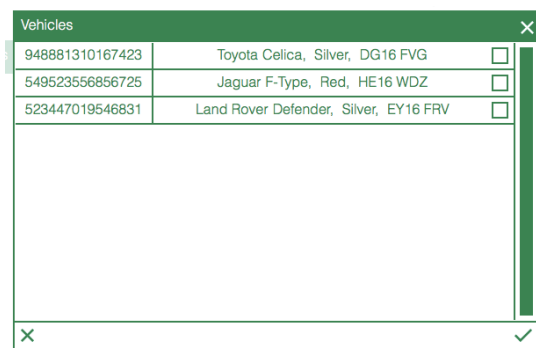 Vehicles
948881310167423 Toyota Celica, Silver, DG16 FVG
549523556856725 Jaguar F-Type, Red, HE16 WDZ
523447019546831 Land Rover Defender, Silver, EY16 FRV